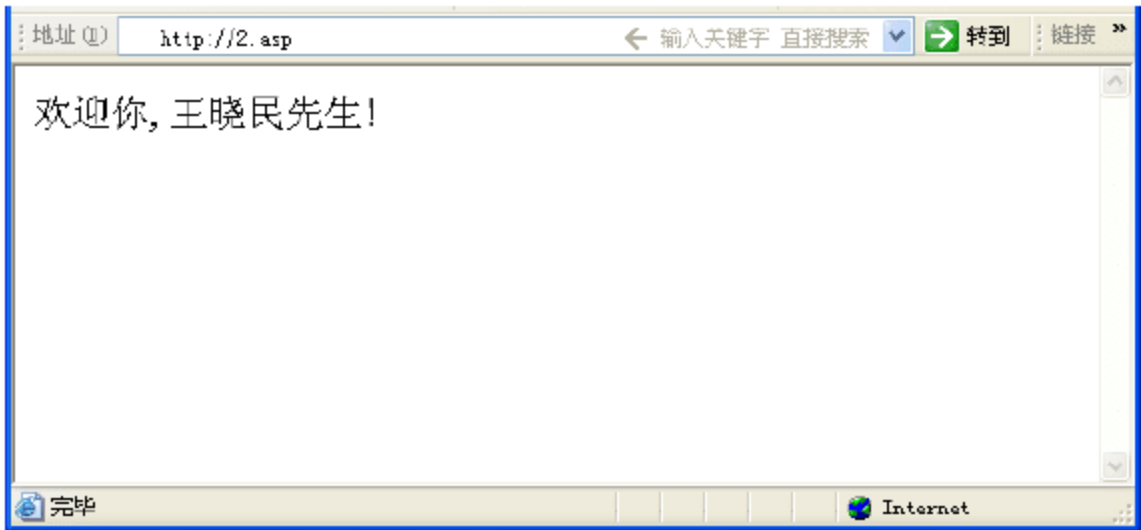 地址(D) http://2.asp 输入关键字 直接搜索 转到 链接 »
欢迎你,王晓民先生!
完毕 Internet